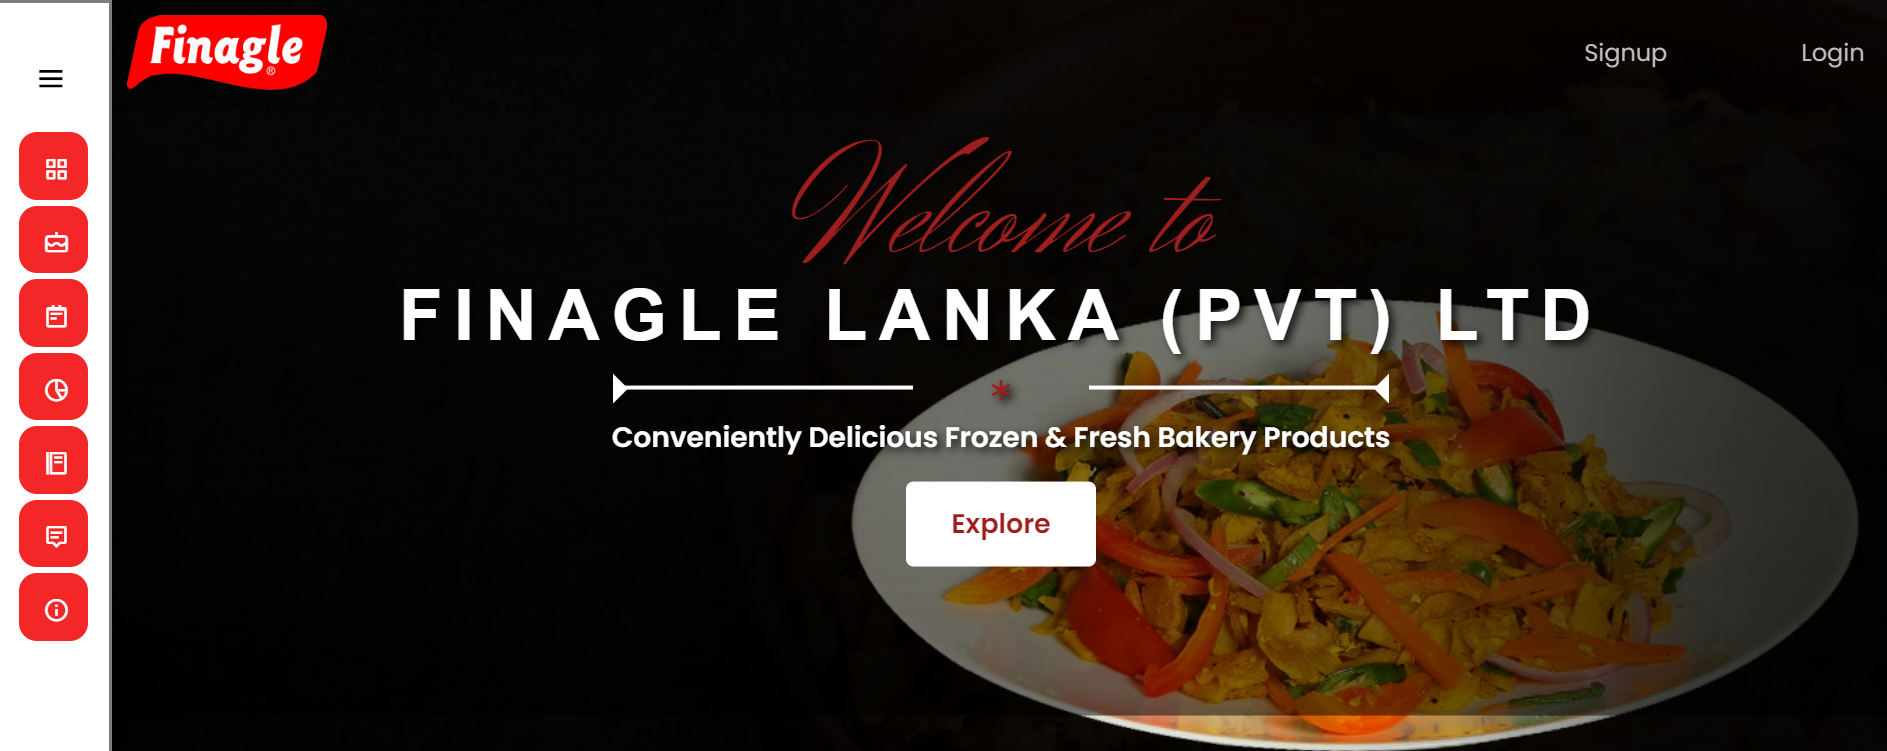 Finagle ®
Signup Login
Welcome to
FINAGLE LANKA (PVT) LTD
*
Conveniently Delicious Frozen & Fresh Bakery Products
Explore